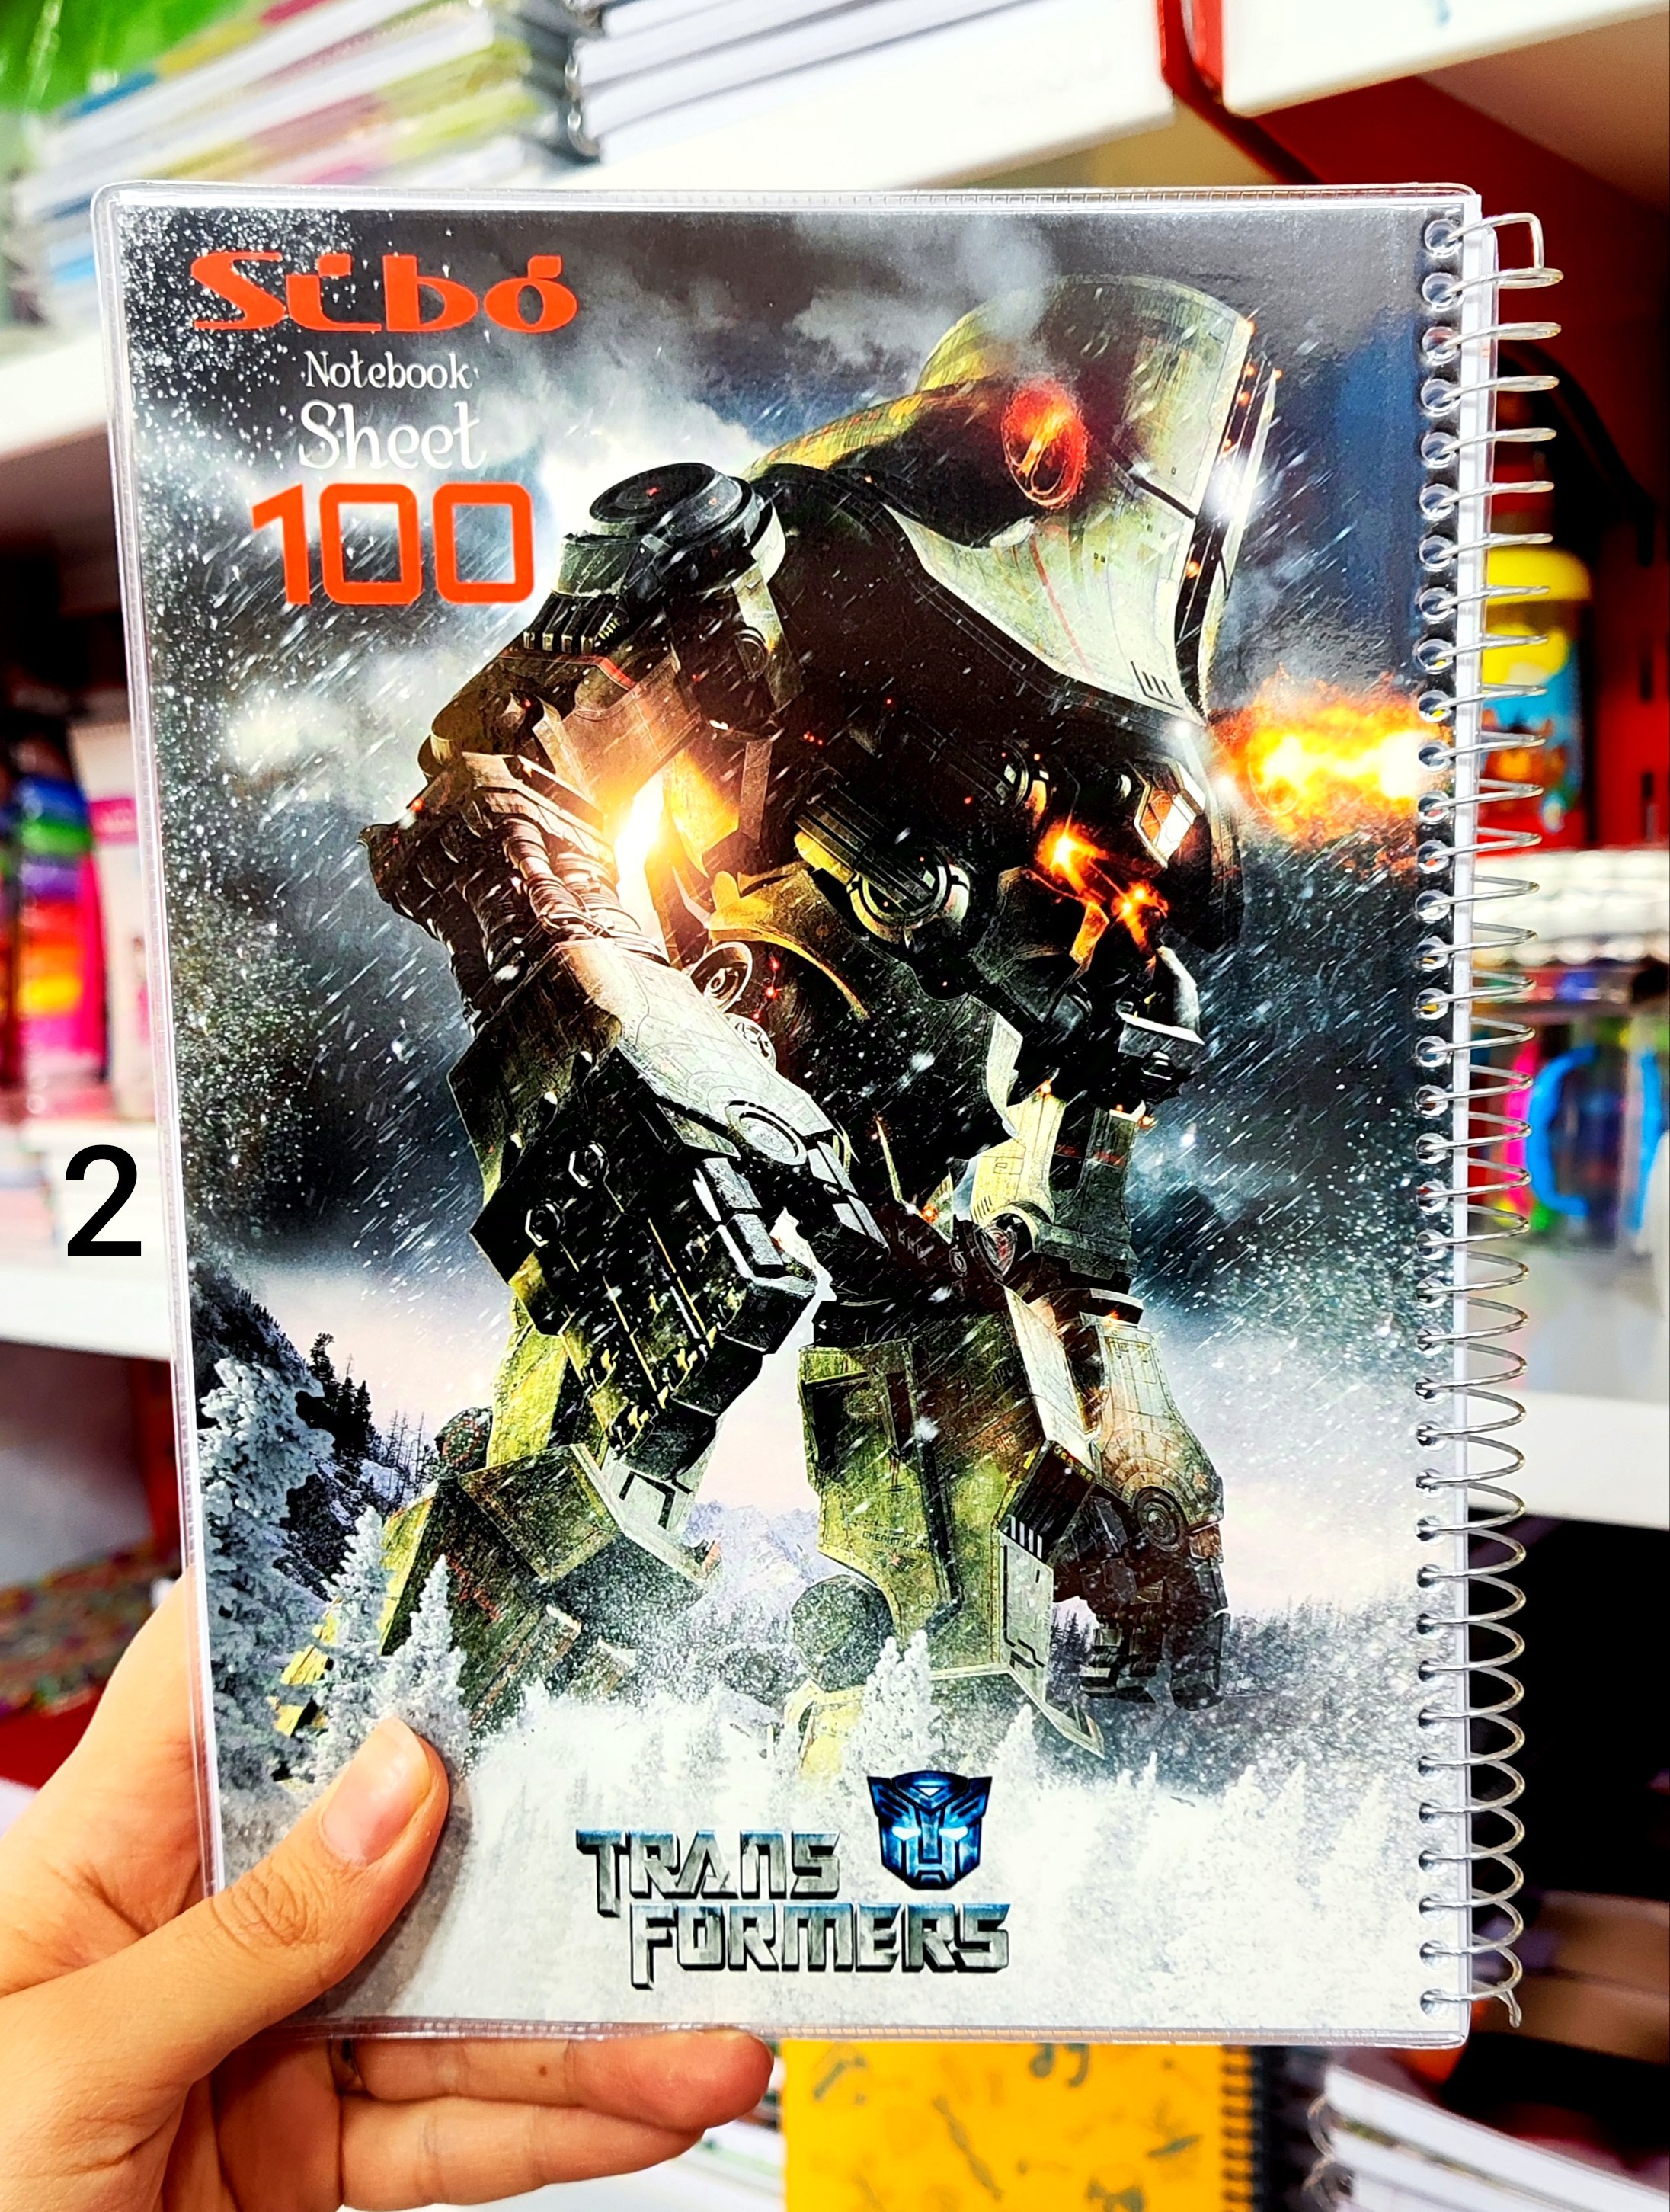 Sibo
Notebook
Sheet
100
2
TRANS
FORMERS